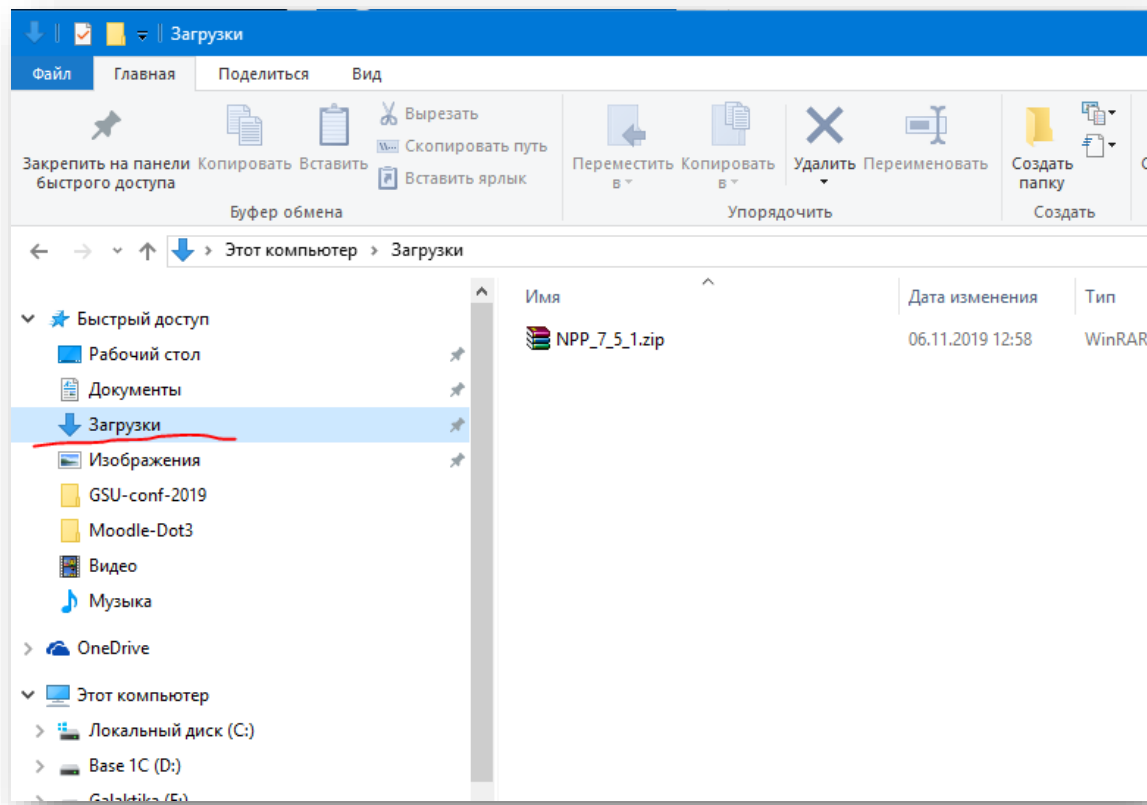 Загрузки
Файл Главная Поделиться Вид
Закрепить на панели быстрого доступа
Копировать
Вставить
Вырезать
Скопировать путь
Вставить ярлык
Буфер обмена
Переместить в
Копировать в
Удалить
Переименовать
Упорядочить
Создать папку
Создать
Этот компьютер Загрузки
Быстрый доступ
Рабочий стол
Документы
Загрузки
Изображения
GSU-conf-2019
Moodle-Dot3
Видео
Музыка
OneDrive
Этот компьютер
Локальный диск (C:)
Base 1C (D:)
Имя Дата изменения Тип
NPP_7_5_1.zip 06.11.2019 12:58 WinRAR